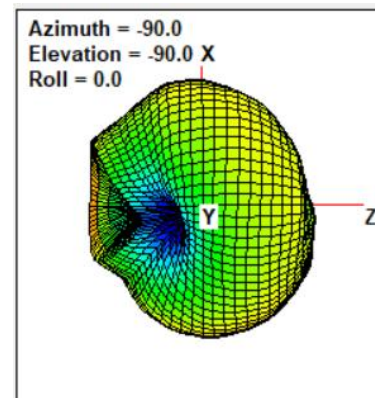 Azimuth = -90.0
Elevation = -90.0 X
Roll = 0.0
Y
Z